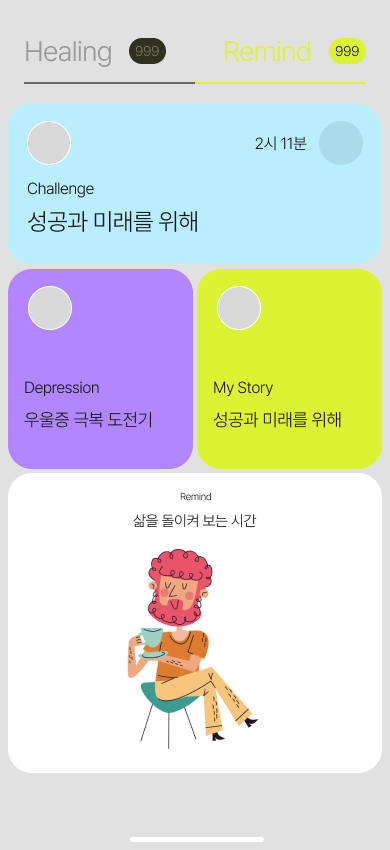 Healing 999 Remind 999
2시 11분
Challenge
성공과 미래를 위해
Depression
우울증 극복 도전기
My Story
성공과 미래를 위해
Remind
삶을 돌이켜 보는 시간